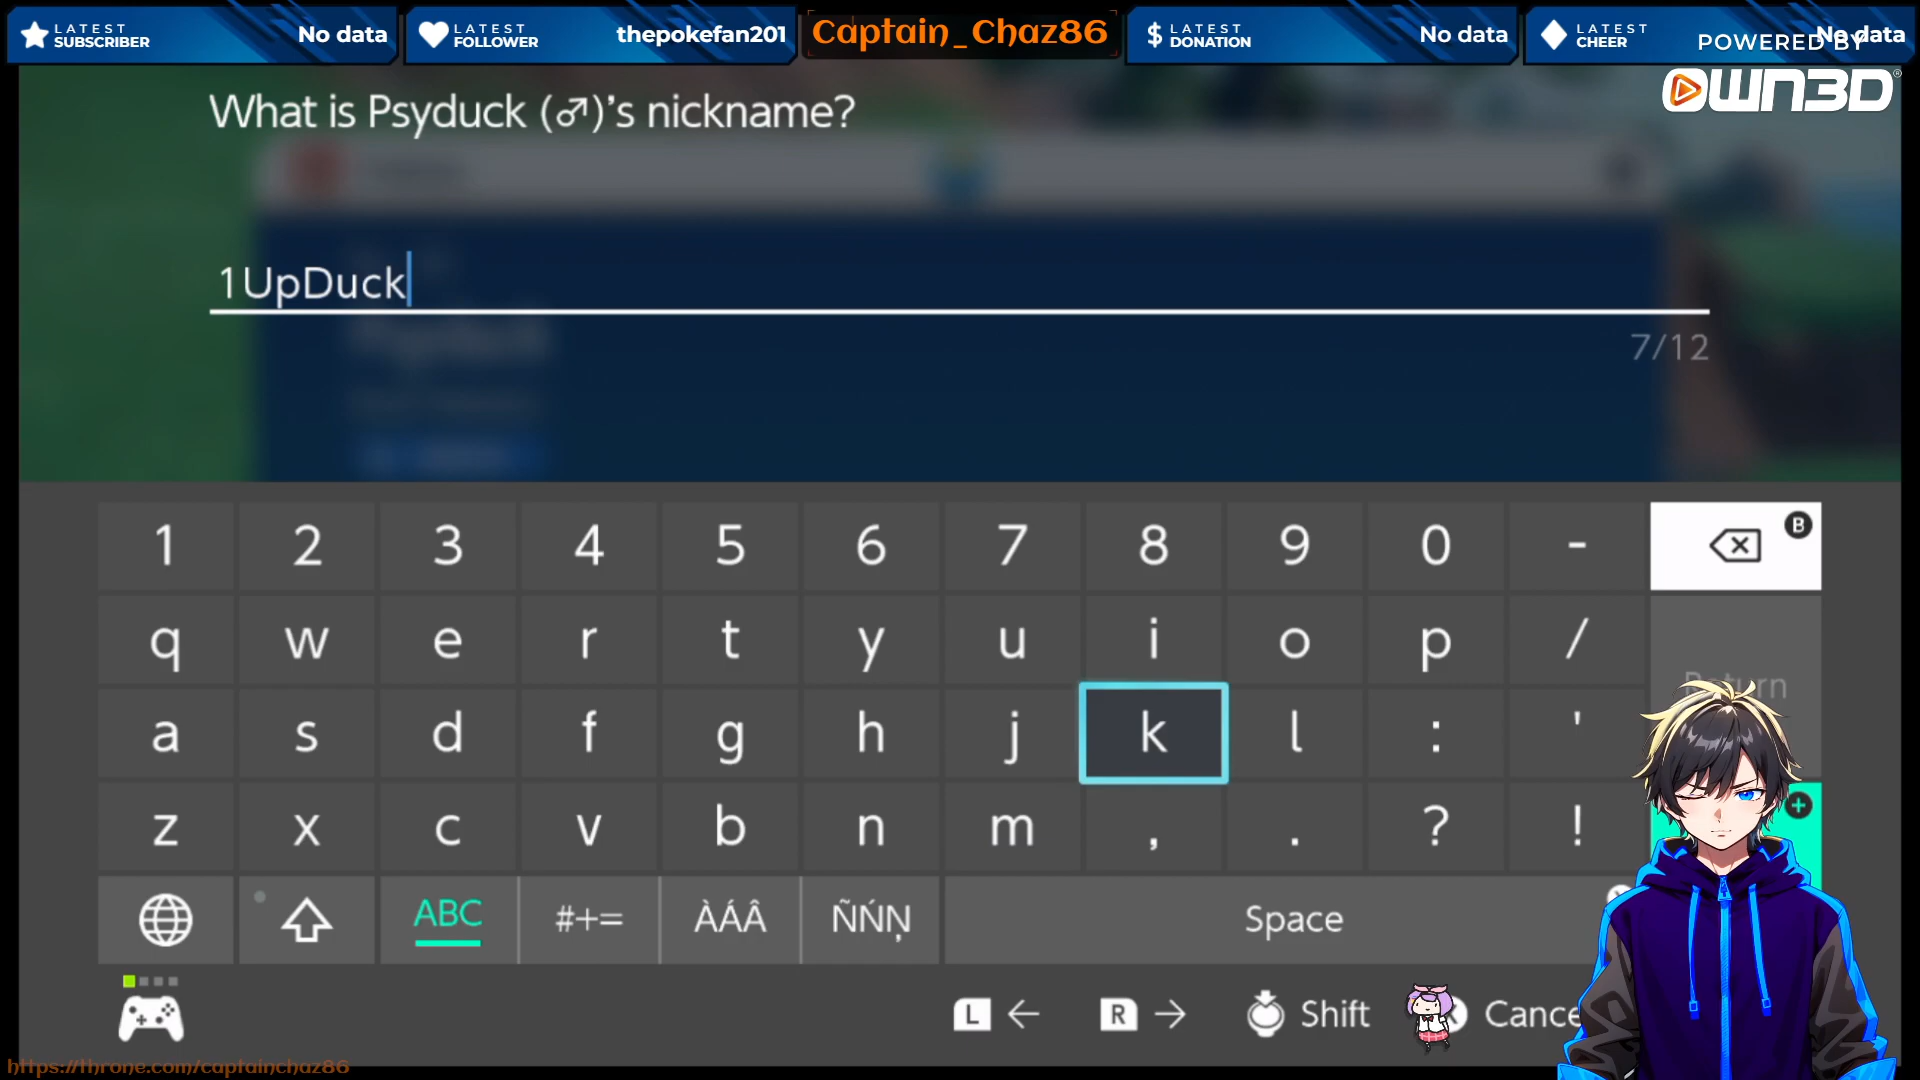 LATEST SUBSCRIBER No data
LATEST FOLLOWER thepokefan201
Captain_Chaz86
LATEST DONATION No data
LATEST CHEER No data
POWERED BY
OWN3D
What is Psyduck (♂)'s nickname?
1UpDuck
7/12
1 2 3 4 5 6 7 8 9 0 - B
q w e r t y u i o p /
Return
a s d f g h j k l : '
z x c v b n m , . ? ! +
ABC #+= ÀÁÂ ÑŃŅ Space
L ← R → Shift Cance
https://throne.com/captainchaz86